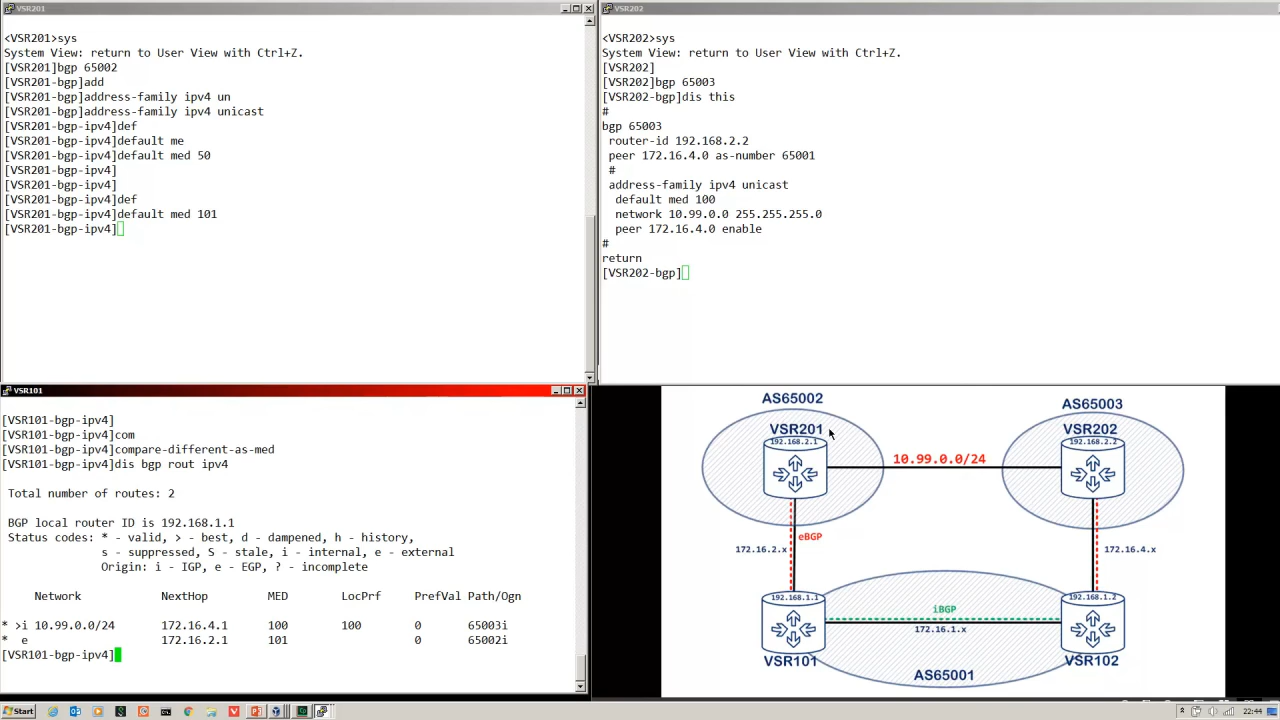 VSR201
<VSR201>sys
System View: return to User View with Ctrl+Z.
[VSR201]bgp 65002
[VSR201-bgp]add
[VSR201-bgp]address-family ipv4 un
[VSR201-bgp]address-family ipv4 unicast
[VSR201-bgp-ipv4]def
[VSR201-bgp-ipv4]default me
[VSR201-bgp-ipv4]default med 50
[VSR201-bgp-ipv4]
[VSR201-bgp-ipv4]
[VSR201-bgp-ipv4]def
[VSR201-bgp-ipv4]default med 101
[VSR201-bgp-ipv4]
VSR202
<VSR202>sys
System View: return to User View with Ctrl+Z.
[VSR202]
[VSR202]bgp 65003
[VSR202-bgp]dis this
#
bgp 65003
router-id 192.168.2.2
peer 172.16.4.0 as-number 65001
#
address-family ipv4 unicast
default med 100
network 10.99.0.0 255.255.255.0
peer 172.16.4.0 enable
#
return
[VSR202-bgp]
VSR101
[VSR101-bgp-ipv4]
[VSR101-bgp-ipv4]com
[VSR101-bgp-ipv4]compare-different-as-med
[VSR101-bgp-ipv4]dis bgp rout ipv4
Total number of routes: 2
BGP local router ID is 192.168.1.1
Status codes: * - valid, > - best, d - dampened, h - history,
s - suppressed, S - stale, i - internal, e - external
Origin: i - IGP, e - EGP, ? - incomplete
Network NextHop MED LocPrf PrefVal Path/Ogn
* >i 10.99.0.0/24 172.16.4.1 100 100 0 65003i
* e 172.16.2.1 101 0 65002i
[VSR101-bgp-ipv4]
AS65002
AS65003
VSR201
VSR202
192.168.2.1
192.168.2.2
10.99.0.0/24
eBGP
172.16.2.x
172.16.4.x
192.168.1.1
192.168.1.2
iBGP
172.16.1.x
VSR101
VSR102
AS65001
Start
22:44